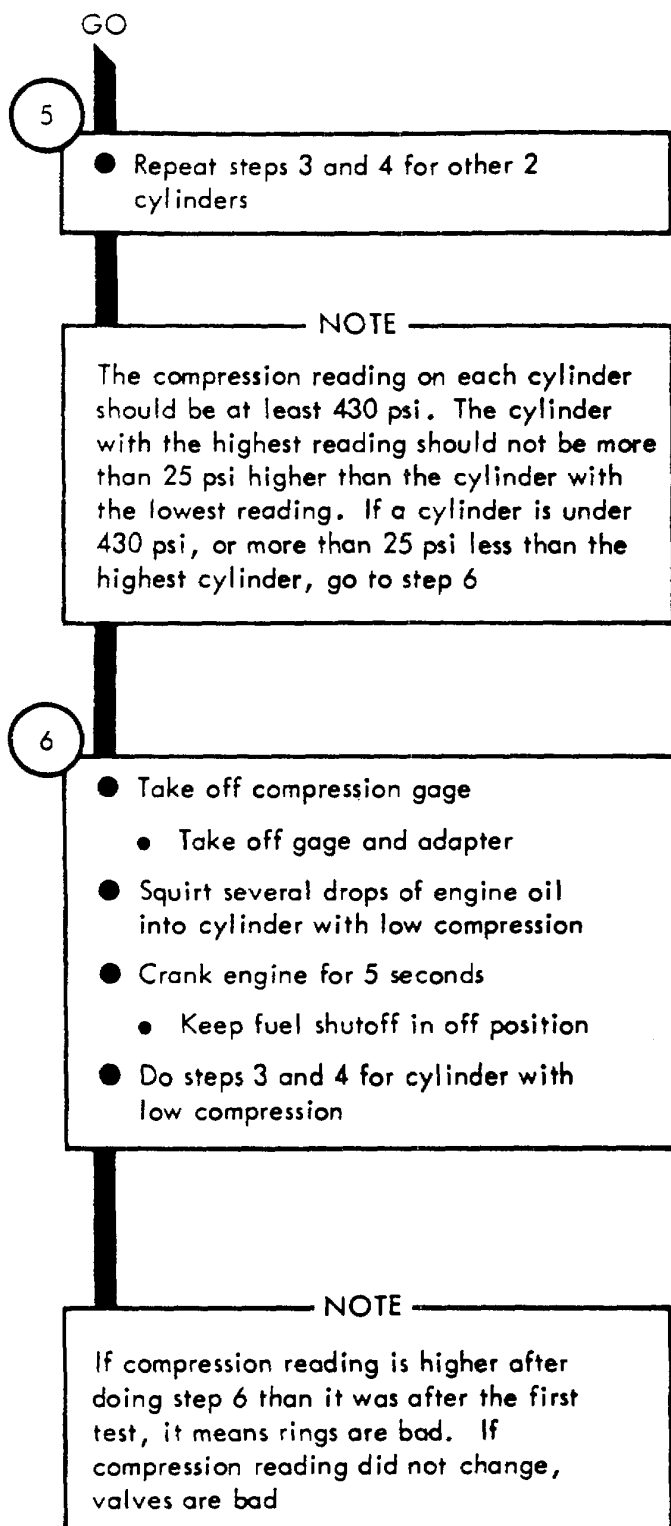 GO
5
● Repeat steps 3 and 4 for other 2
cylinders
NOTE
The compression reading on each cylinder
should be at least 430 psi. The cylinder
with the highest reading should not be more
than 25 psi higher than the cylinder with
the lowest reading. If a cylinder is under
430 psi, or more than 25 psi less than the
highest cylinder, go to step 6
6
● Take off compression gage
● Take off gage and adapter
● Squirt several drops of engine oil
into cylinder with low compression
● Crank engine for 5 seconds
● Keep fuel shutoff in off position
● Do steps 3 and 4 for cylinder with
low compression
NOTE
If compression reading is higher after
doing step 6 than it was after the first
test, it means rings are bad. If
compression reading did not change,
valves are bad